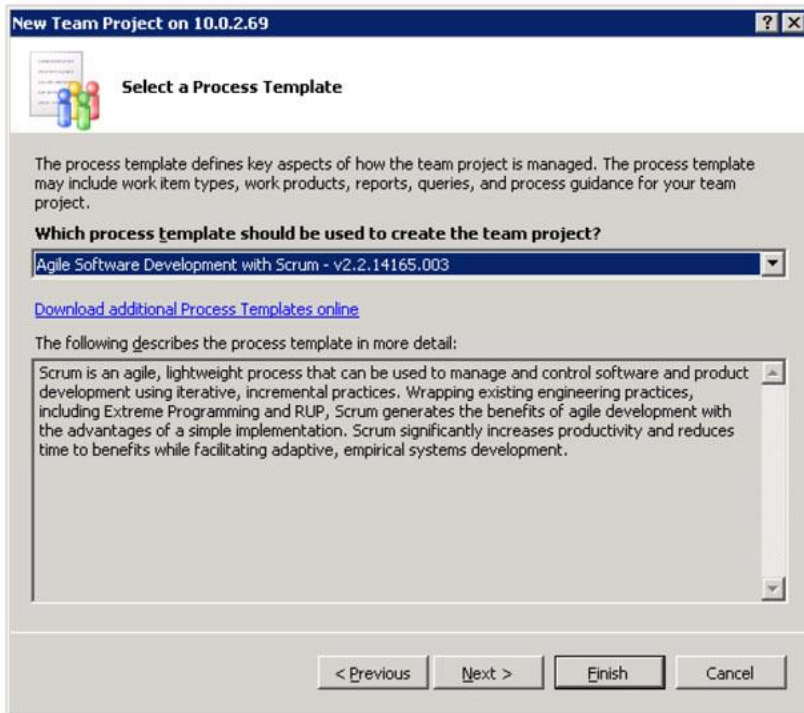 New Team Project on 10.0.2.69
Select a Process Template
The process template defines key aspects of how the team project is managed. The process template
may include work item types, work products, reports, queries, and process guidance for your team
project.
Which process template should be used to create the team project?
Agile Software Development with Scrum - v2.2.14165.003
Download additional Process Templates online
The following describes the process template in more detail:
Scrum is an agile, lightweight process that can be used to manage and control software and product
development using iterative, incremental practices. Wrapping existing engineering practices,
including Extreme Programming and RUP, Scrum generates the benefits of agile development with
the advantages of a simple implementation. Scrum significantly increases productivity and reduces
time to benefits while facilitating adaptive, empirical systems development.
< Previous
Next >
Finish
Cancel